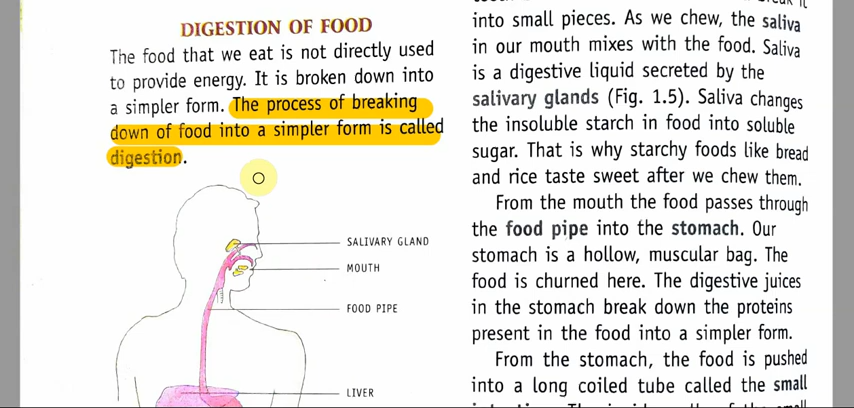 DIGESTION OF FOOD
The food that we eat is not directly used
to provide energy. It is broken down into
a simpler form. The process of breaking
down of food into a simpler form is called
digestion.
SALIVARY GLAND
MOUTH
FOOD PIPE
LIVER
into small pieces. As we chew, the saliva
in our mouth mixes with the food. Saliva
is a digestive liquid secreted by the
salivary glands (Fig. 1.5). Saliva changes
the insoluble starch in food into soluble
sugar. That is why starchy foods like bread
and rice taste sweet after we chew them.
From the mouth the food passes through
the food pipe into the stomach. Our
stomach is a hollow, muscular bag. The
food is churned here. The digestive juices
in the stomach break down the proteins
present in the food into a simpler form.
From the stomach, the food is pushed
into a long coiled tube called the small